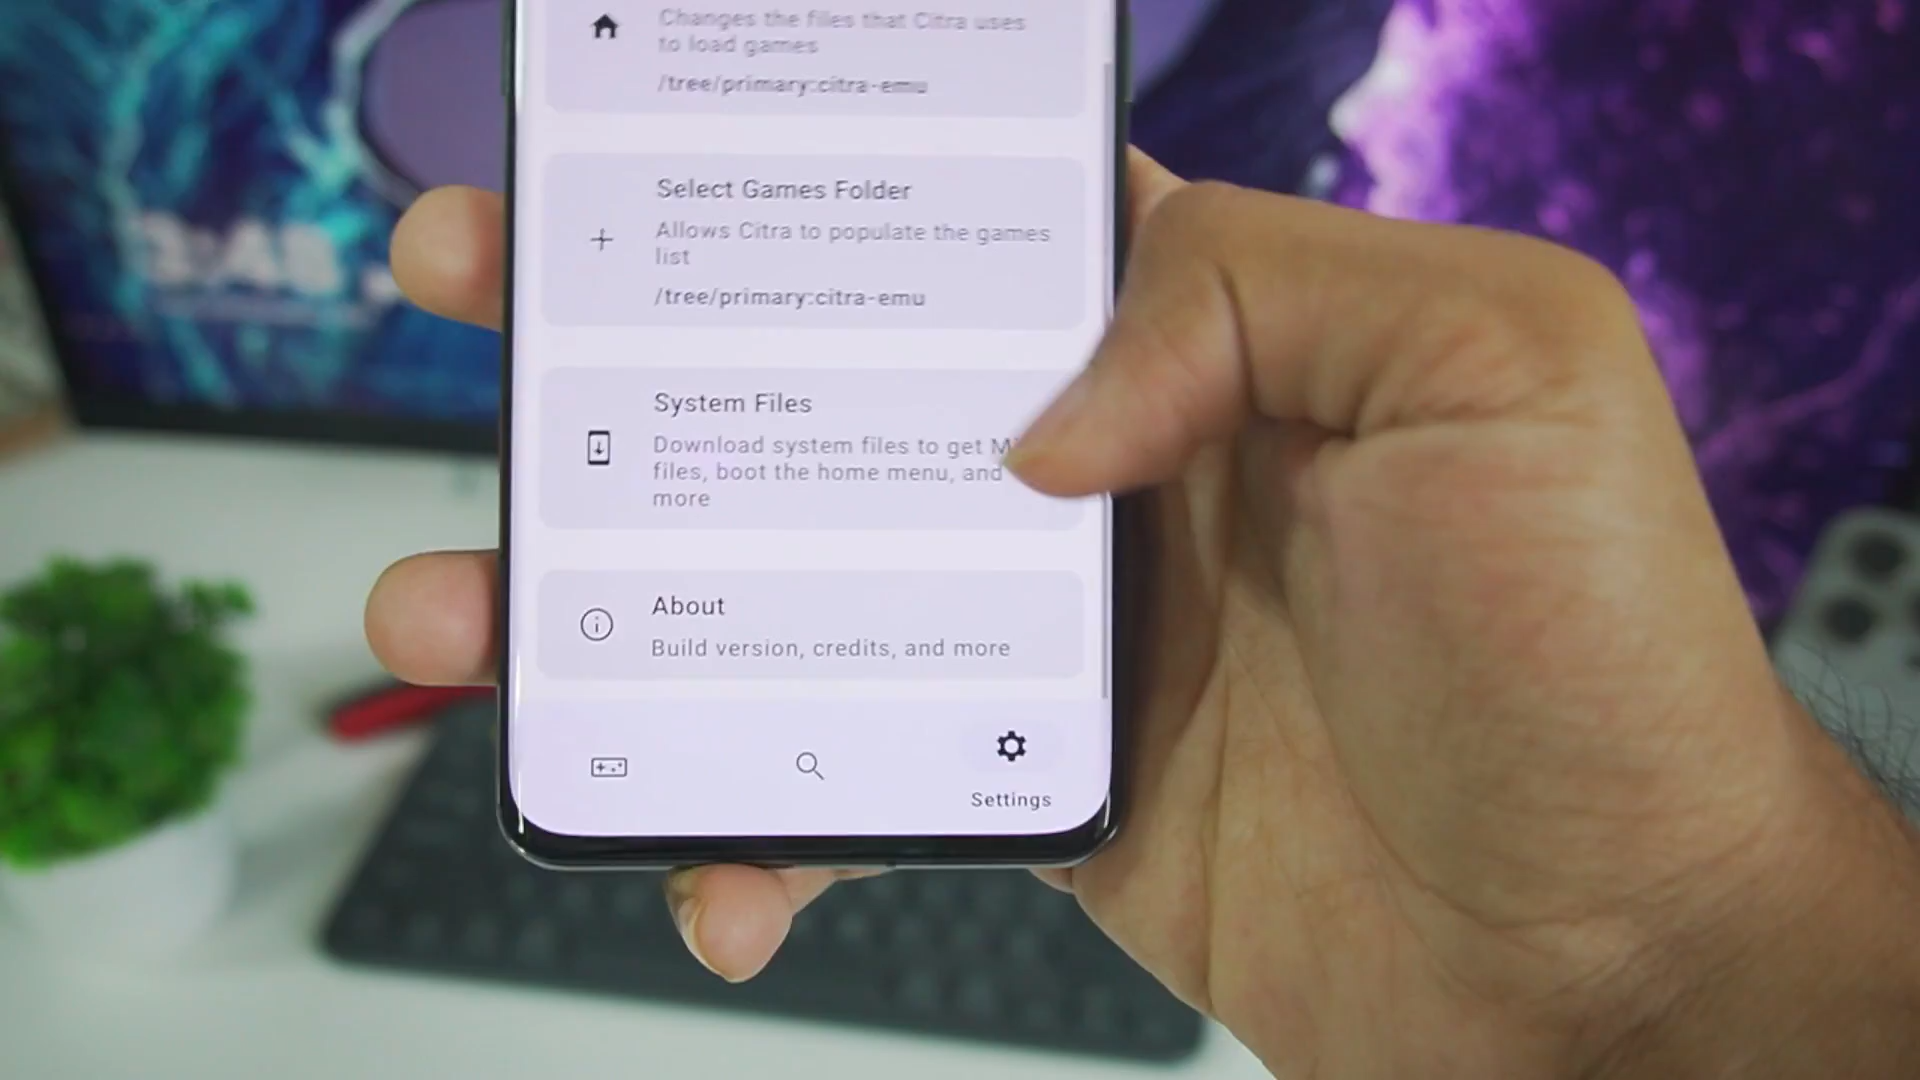 Changes the files that Citra uses
to load games
/tree/primary:citra-emu
Select Games Folder
Allows Citra to populate the games
list
/tree/primary:citra-emu
System Files
Download system files to get
files, boot the home menu, and
more
About
Build version, credits, and more
Settings